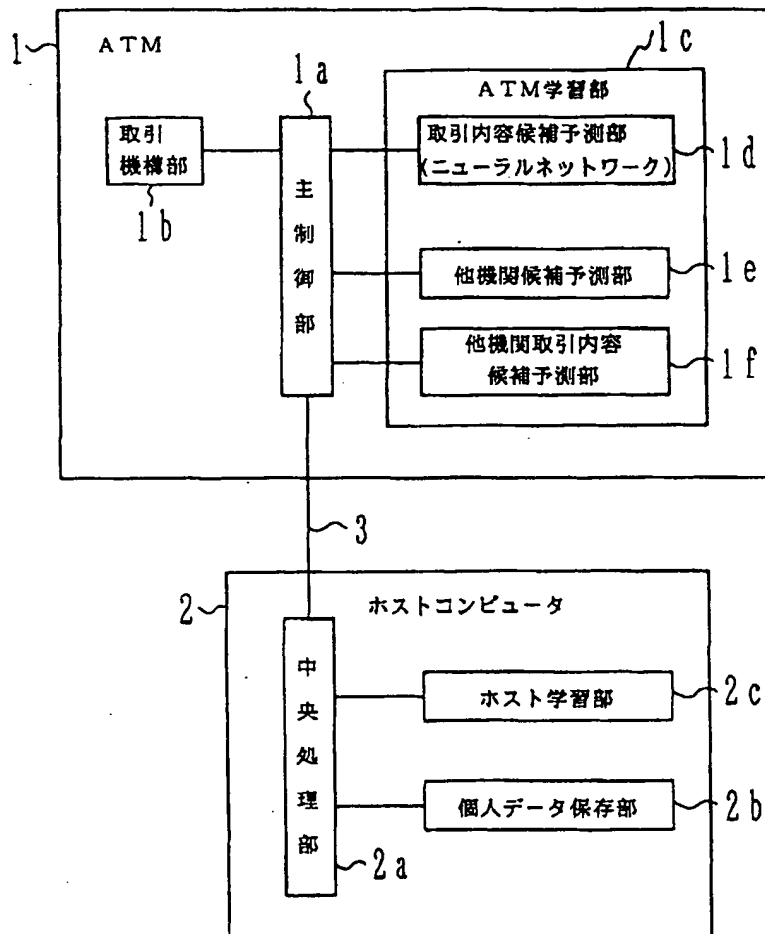 1
ATM
1a
1c
ATM学習部
取引
機構部
1b
主制御部
取引内容候補予測部
(ニューラルネットワーク)
1d
他機関候補予測部
1e
他機関取引内容
候補予測部
1f
3
2
ホストコンピュータ
中央処理部
2a
ホスト学習部
2c
個人データ保存部
2b